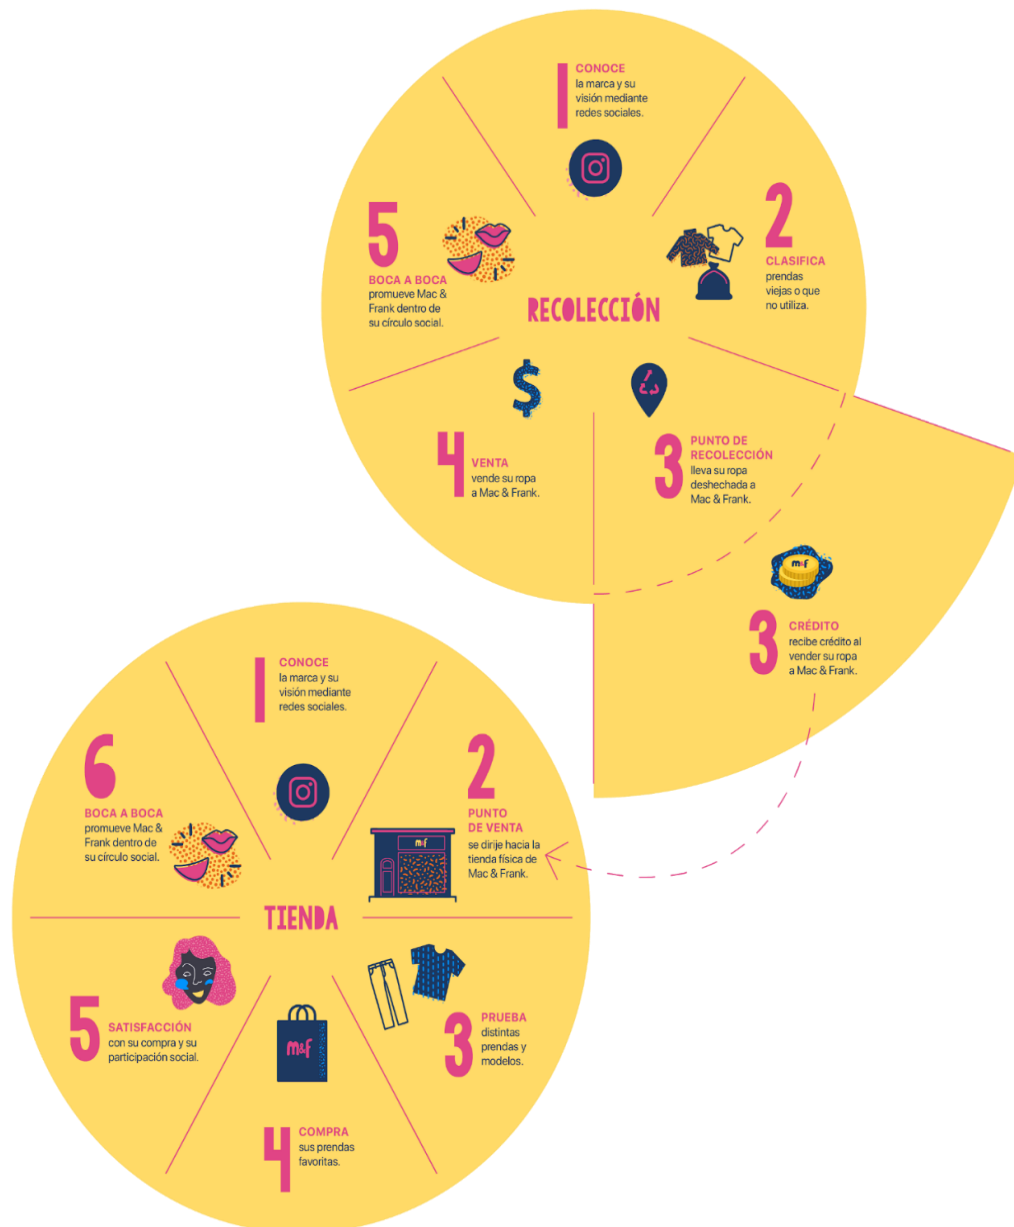 1
CONOCE
la marca y su
visión mediante
redes sociales.
2
CLASIFICA
prendas
viejas o que
no utiliza.
5
BOCA A BOCA
promueve Mac &
Frank dentro de
su círculo social.
RECOLECCIÓN
$
4
VENTA
vende su ropa
a Mac & Frank.
3
PUNTO DE
RECOLECCIÓN
lleva su ropa
deshechada a
Mac & Frank.
m&f
3
CRÉDITO
recibe crédito al
vender su ropa
a Mac & Frank.
1
CONOCE
la marca y su
visión mediante
redes sociales.
2
PUNTO
DE VENTA
se dirije hacia la
tienda física de
Mac & Frank.
m&f
6
BOCA A BOCA
promueve Mac &
Frank dentro de
su círculo social.
TIENDA
5
SATISFACCIÓN
con su compra y su
participación social.
m&f
3
PRUEBA
distintas
prendas y
modelos.
4
COMPRA
sus prendas
favoritas.